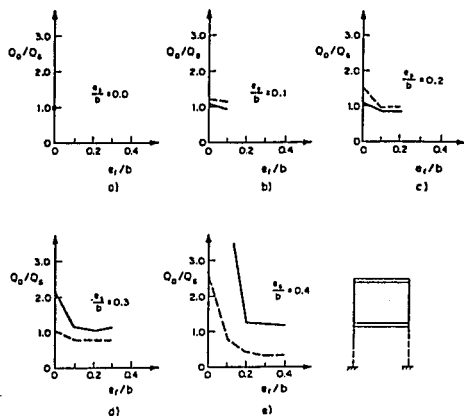 Q₀/Qₛ
3.0
2.0
1.0
0 0.2 0.4
eₛ/b =0.0
eᵣ/b
a)
Q₀/Qₛ
3.0
2.0
1.0
0 0.2 0.4
eₛ/b =0.1
eᵣ/b
b)
Q₀/Qₛ
3.0
2.0
1.0
0 0.2 0.4
eₛ/b =0.2
eᵣ/b
c)
Q₀/Qₛ
3.0
2.0
1.0
0 0.2 0.4
eₛ/b =0.3
eᵣ/b
d)
Q₀/Qₛ
3.0
2.0
1.0
0 0.2 0.4
eₛ/b =0.4
eᵣ/b
e)